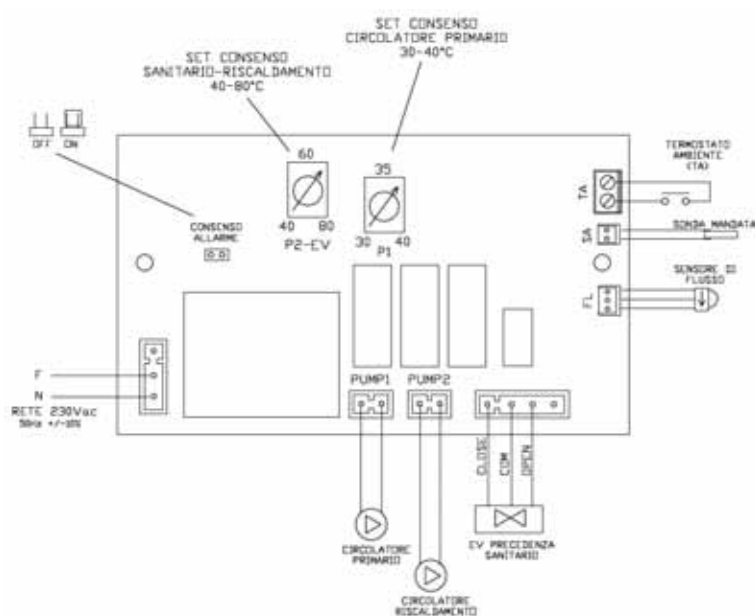 SET CONSENSO
CIRCOLATORE PRIMARIO
30-40°C
SET CONSENSO
SANITARIO-RISCALDAMENTO
40-80°C
OFF ON
60
40 80
P2-EV
35
30 40
P1
CONSENSO
ALLARME
TA
TERMOSTATO
AMBIENTE
(TA)
SA
SONDA MANDATA
FL
SENSORE DI
FLUSSO
F
N
RETE 230Vac
50Hz +/-10%
PUMP1 PUMP2
CLOSE
COM
OPEN
CIRCOLATORE
PRIMARIO
EV PRECEDENZA
SANITARIO
CIRCOLATORE
RISCALDAMENTO